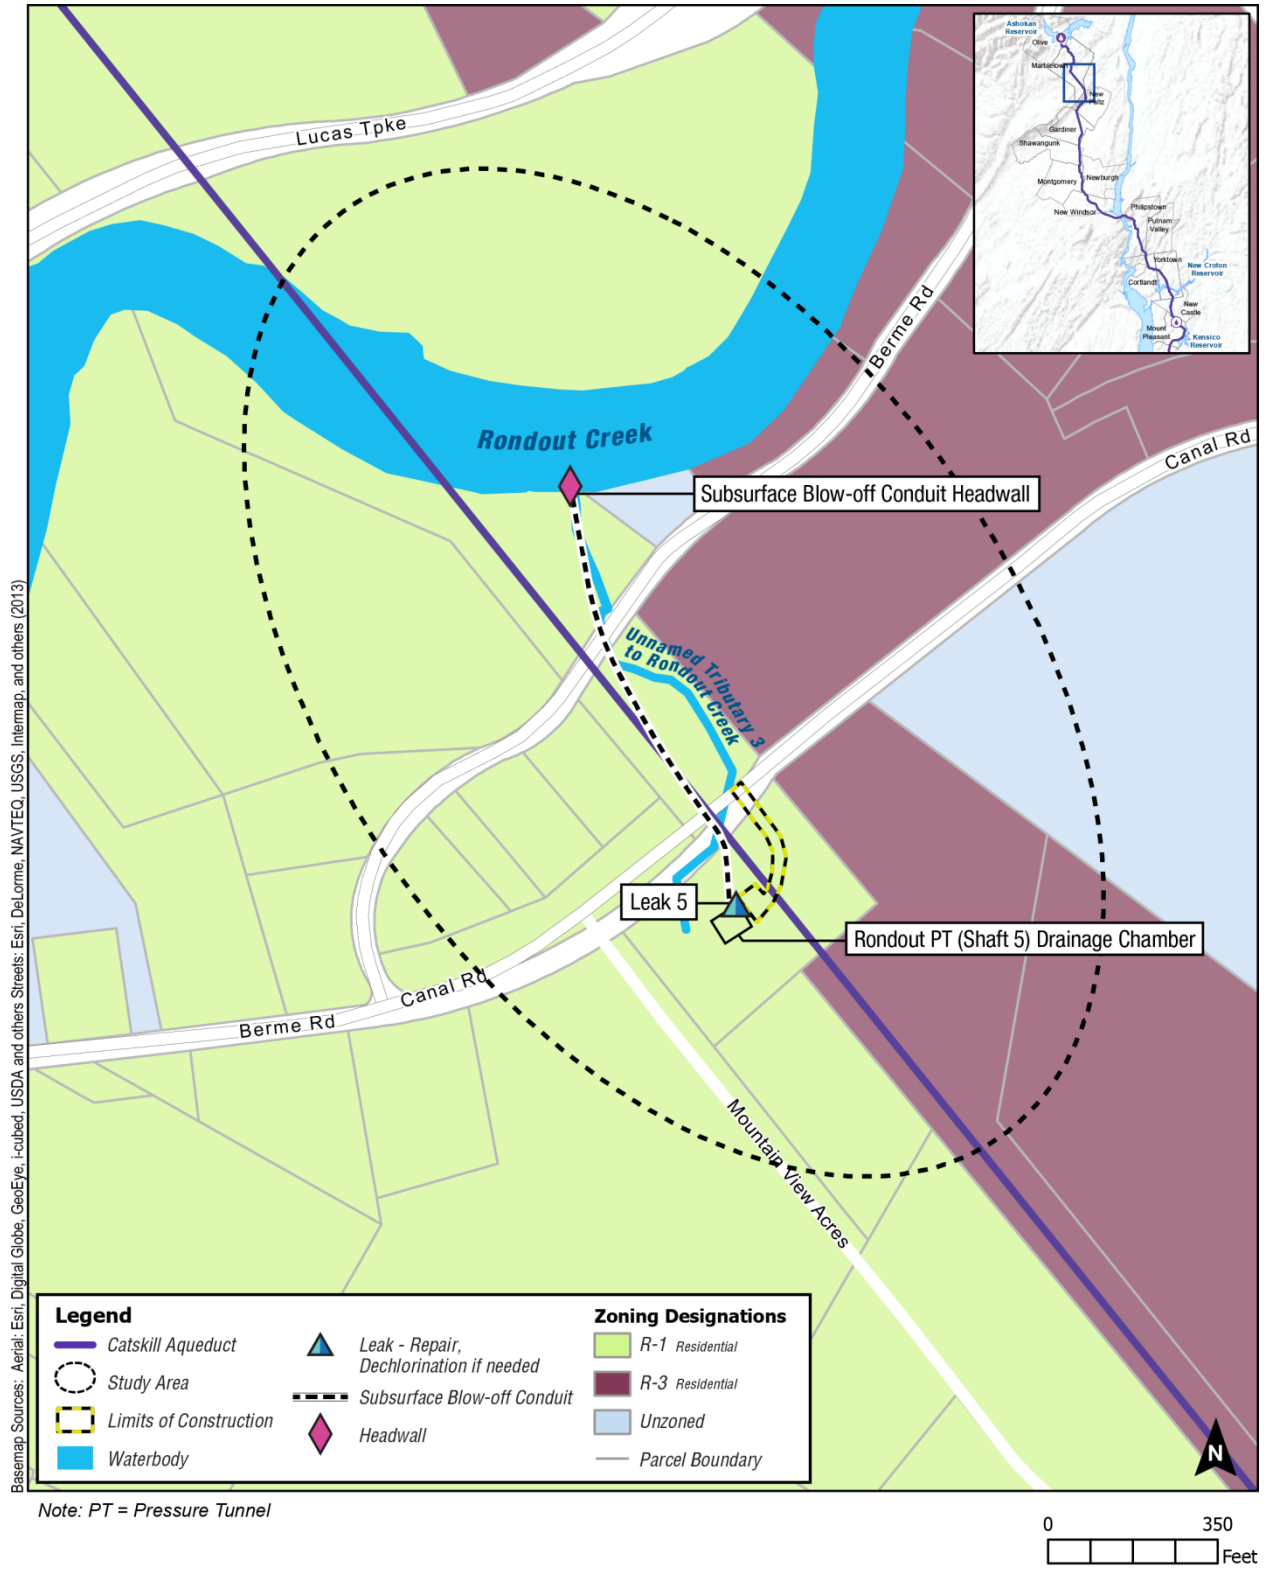 Lucas Tpke
Ashokan
Reservoir
Olive
Marbletown
New
Paltz
Gardiner
Shawangunk
Montgomery
Newburgh
New Windsor
Philipstown
Putnam
Valley
Yorktown
New Croton
Reservoir
Cortlandt
New
Castle
Mount
Pleasant
Kensico
Reservoir
Berme Rd
Canal Rd
Rondout Creek
Subsurface Blow-off Conduit Headwall
Unnamed Tributary 3
to Rondout Creek
Leak 5
Rondout PT (Shaft 5) Drainage Chamber
Canal Rd
Berme Rd
Mountain View Acres
Basemap Sources: Aerial: Esri, Digital Globe, GeoEye, i-cubed, USDA and others Streets: Esri, DeLorme, NAVTEQ, USGS, Intermap, and others (2013)
Legend
Catskill Aqueduct
Study Area
Limits of Construction
Waterbody
Leak - Repair,
Dechlorination if needed
Subsurface Blow-off Conduit
Headwall
Zoning Designations
R-1 Residential
R-3 Residential
Unzoned
Parcel Boundary
N
Note: PT = Pressure Tunnel
0 350
Feet